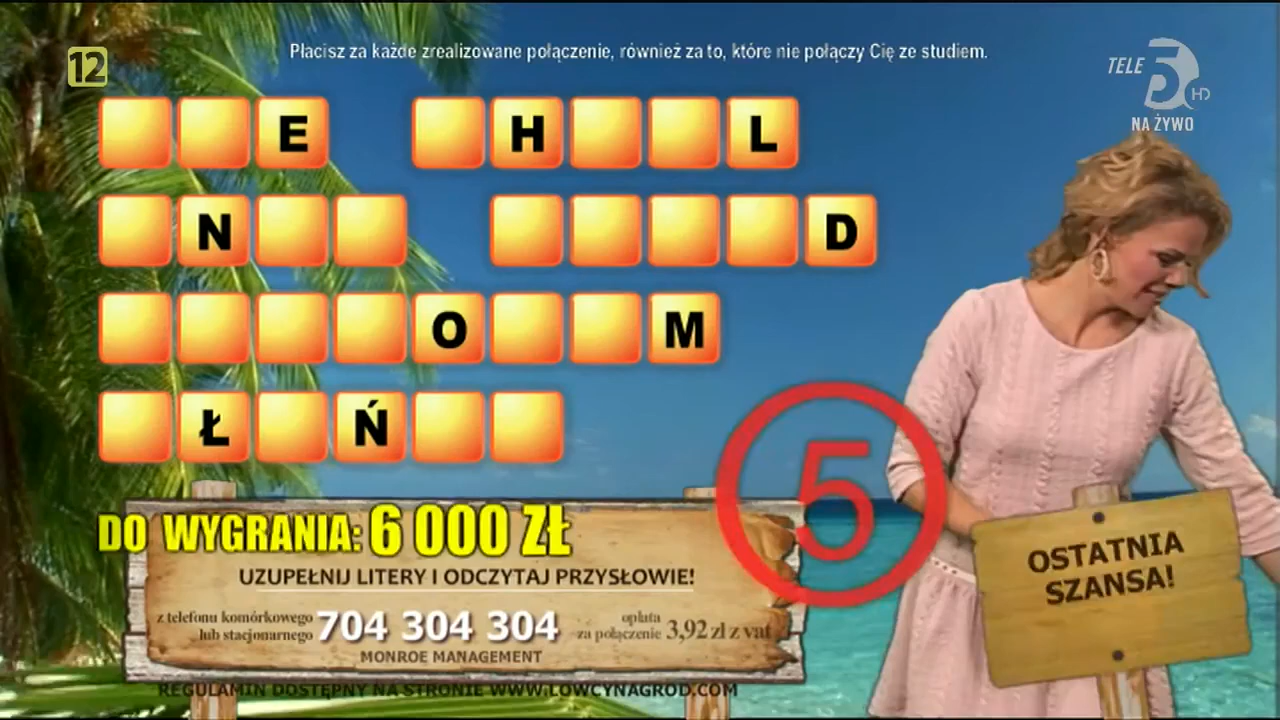 12
Płacisz za każde zrealizowane połączenie, również za to, które nie połączy Cię ze studiem.
TELE 5 HD
NA ŻYWO
E H L
N D
O M
Ł Ń
5
DO WYGRANIA: 6 000 ZŁ
UZUPEŁNIJ LITERY I ODCZYTAJ PRZYSŁOWIE!
z telefonu komórkowego
lub stacjonarnego
704 304 304
opłata
za połączenie 3,92 zł z vat
MONROE MANAGEMENT
REGULAMIN DOSTĘPNY NA STRONIE WWW.LOWCYNAGROD.COM
OSTATNIA
SZANSA!